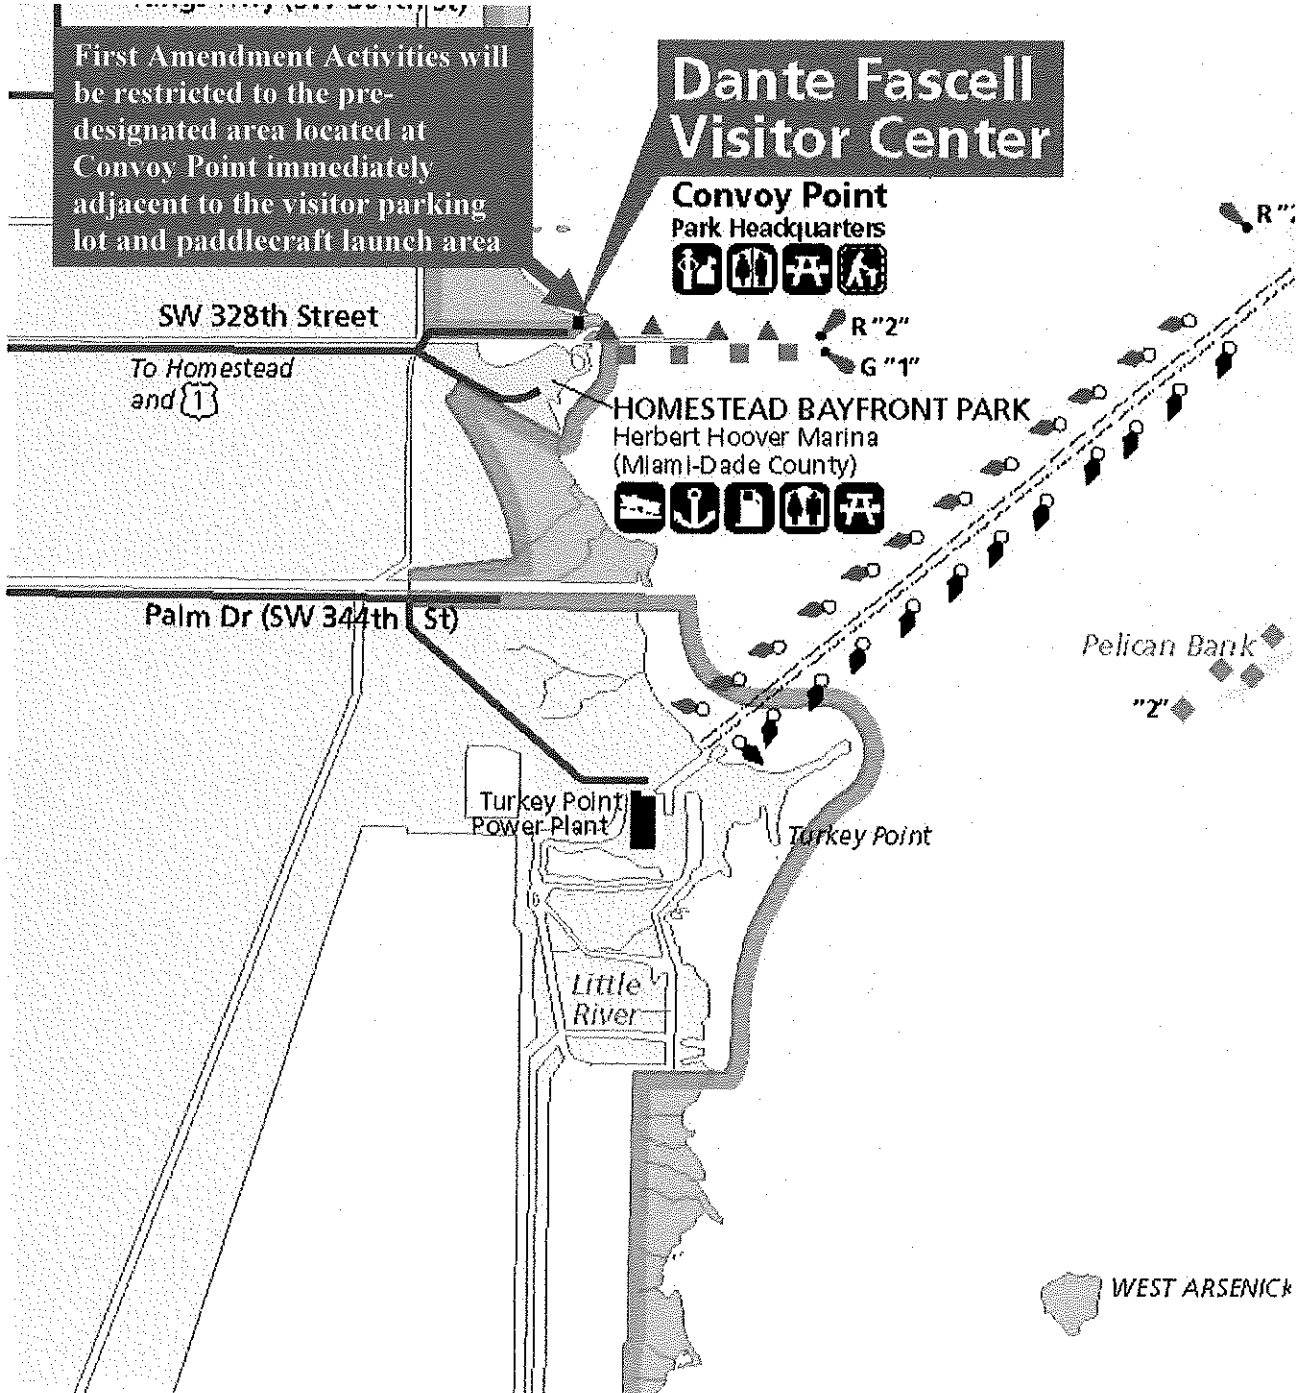 First Amendment Activities will
be restricted to the pre-
designated area located at
Convoy Point immediately
adjacent to the visitor parking
lot and paddlecraft launch area
Dante Fascell
Visitor Center
Convoy Point
Park Headquarters
R "2
SW 328th Street
R "2"
G "1"
To Homestead
and 1
HOMESTEAD BAYFRONT PARK
Herbert Hoover Marina
(Miami-Dade County)
Palm Dr (SW 344th St)
Pelican Bank
"2"
Turkey Point
Power Plant
Turkey Point
Little
River
WEST ARSENICK